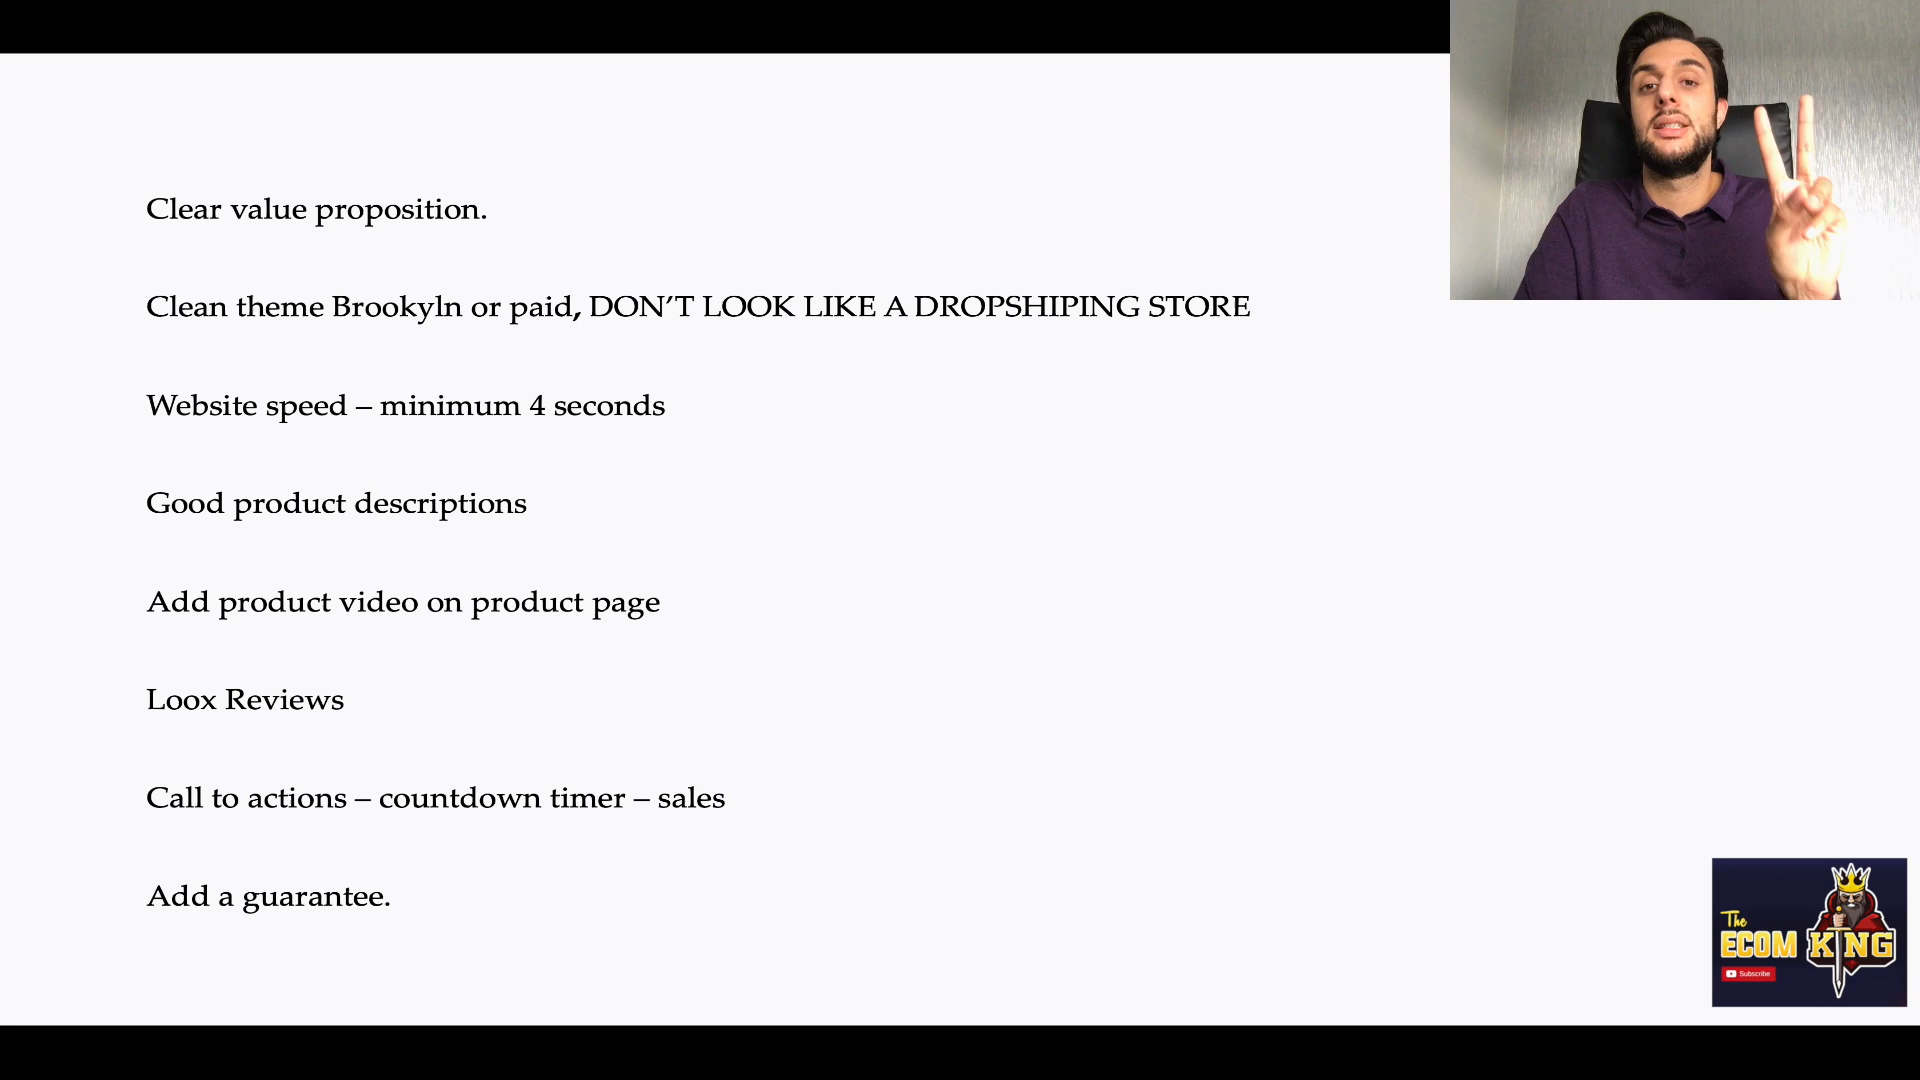 Clear value proposition.
Clean theme Brookyln or paid, DON’T LOOK LIKE A DROPSHIPING STORE
Website speed – minimum 4 seconds
Good product descriptions
Add product video on product page
Loox Reviews
Call to actions – countdown timer – sales
Add a guarantee.
The
ECOM KING
Subscribe